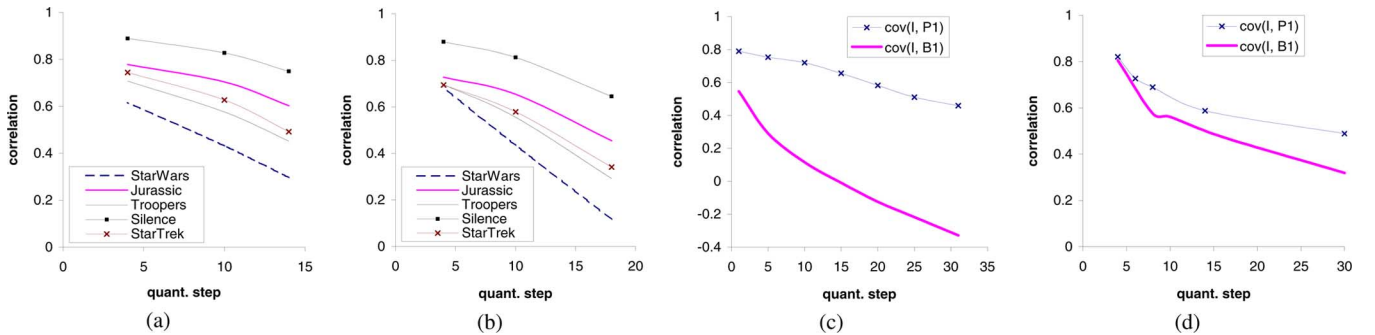 1
0.8
0.6
0.4
0.2
0
correlation
StarWars
Jurassic
Troopers
Silence
StarTrek
0 5 10 15
quant. step
(a)
1
0.8
0.6
0.4
0.2
0
correlation
StarWars
Jurassic
Troopers
Silence
StarTrek
0 5 10 15 20
quant. step
(b)
1
0.8
0.6
0.4
0.2
0
-0.2
-0.4
correlation
cov(I, P1)
cov(I, B1)
0 5 10 15 20 25 30 35
quant. step
(c)
1
0.8
0.6
0.4
0.2
0
correlation
cov(I, P1)
cov(I, B1)
0 5 10 15 20 25 30
quant. step
(d)